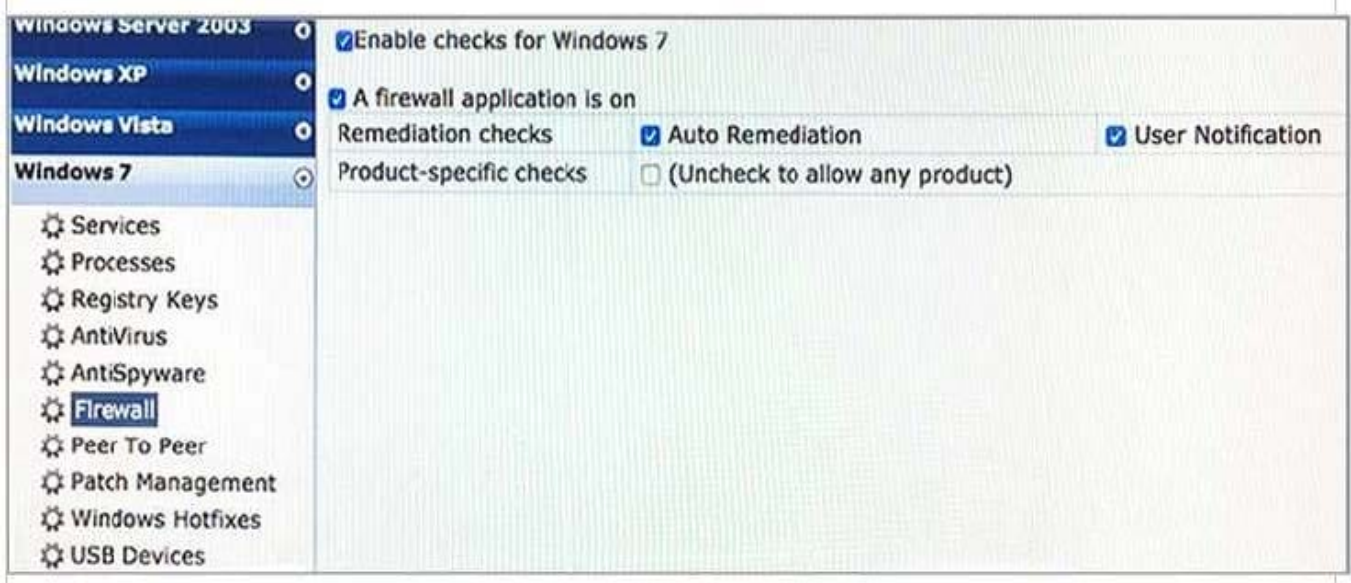 Windows Server 2003
Windows XP
Windows Vista
Windows 7
Services
Processes
Registry Keys
AntiVirus
AntiSpyware
Firewall
Peer To Peer
Patch Management
Windows Hotfixes
USB Devices
Enable checks for Windows 7
A firewall application is on
Remediation checks Auto Remediation User Notification
Product-specific checks (Uncheck to allow any product)